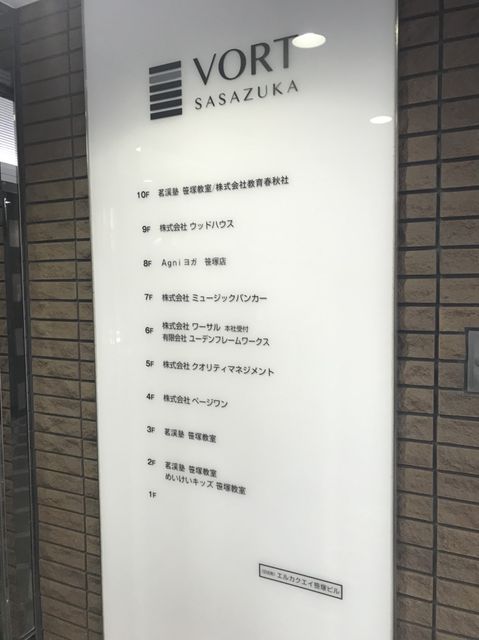 VORT
SASAZUKA
10F 茗溪塾 笹塚教室/株式会社教育春秋社
9F 株式会社 ウッドハウス
8F Agniヨガ 笹塚店
7F 株式会社 ミュージックバンカー
6F 株式会社 ワーサル 本社受付
有限会社 ユーデンフレームワークス
5F 株式会社 クオリティマネジメント
4F 株式会社 ページワン
3F 茗溪塾 笹塚教室
2F 茗溪塾 笹塚教室
めいけいキッズ 笹塚教室
1F
エルカクエイ笹塚ビル